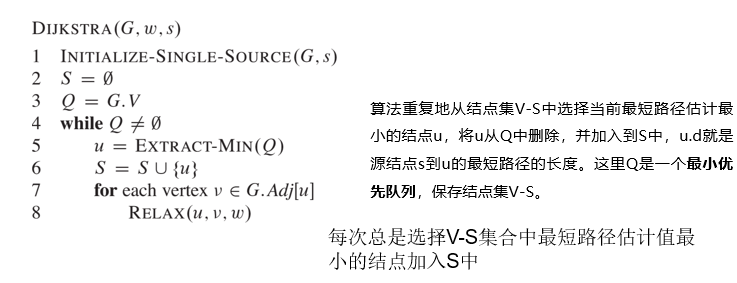 DIJKSTRA(G, w, s)
1 INITIALIZE-SINGLE-SOURCE(G, s)
2 S = ∅
3 Q = G.V
4 while Q ≠ ∅
5 u = EXTRACT-MIN(Q)
6 S = S ∪ {u}
7 for each vertex v ∈ G.Adj[u]
8 RELAX(u, v, w)
算法重复地从结点集V-S中选择当前最短路径估计最
小的结点u，将u从Q中删除，并加入到S中，u.d就是
源结点s到u的最短路径的长度。这里Q是一个最小优
先队列，保存结点集V-S。
每次总是选择V-S集合中最短路径估计值最
小的结点加入S中